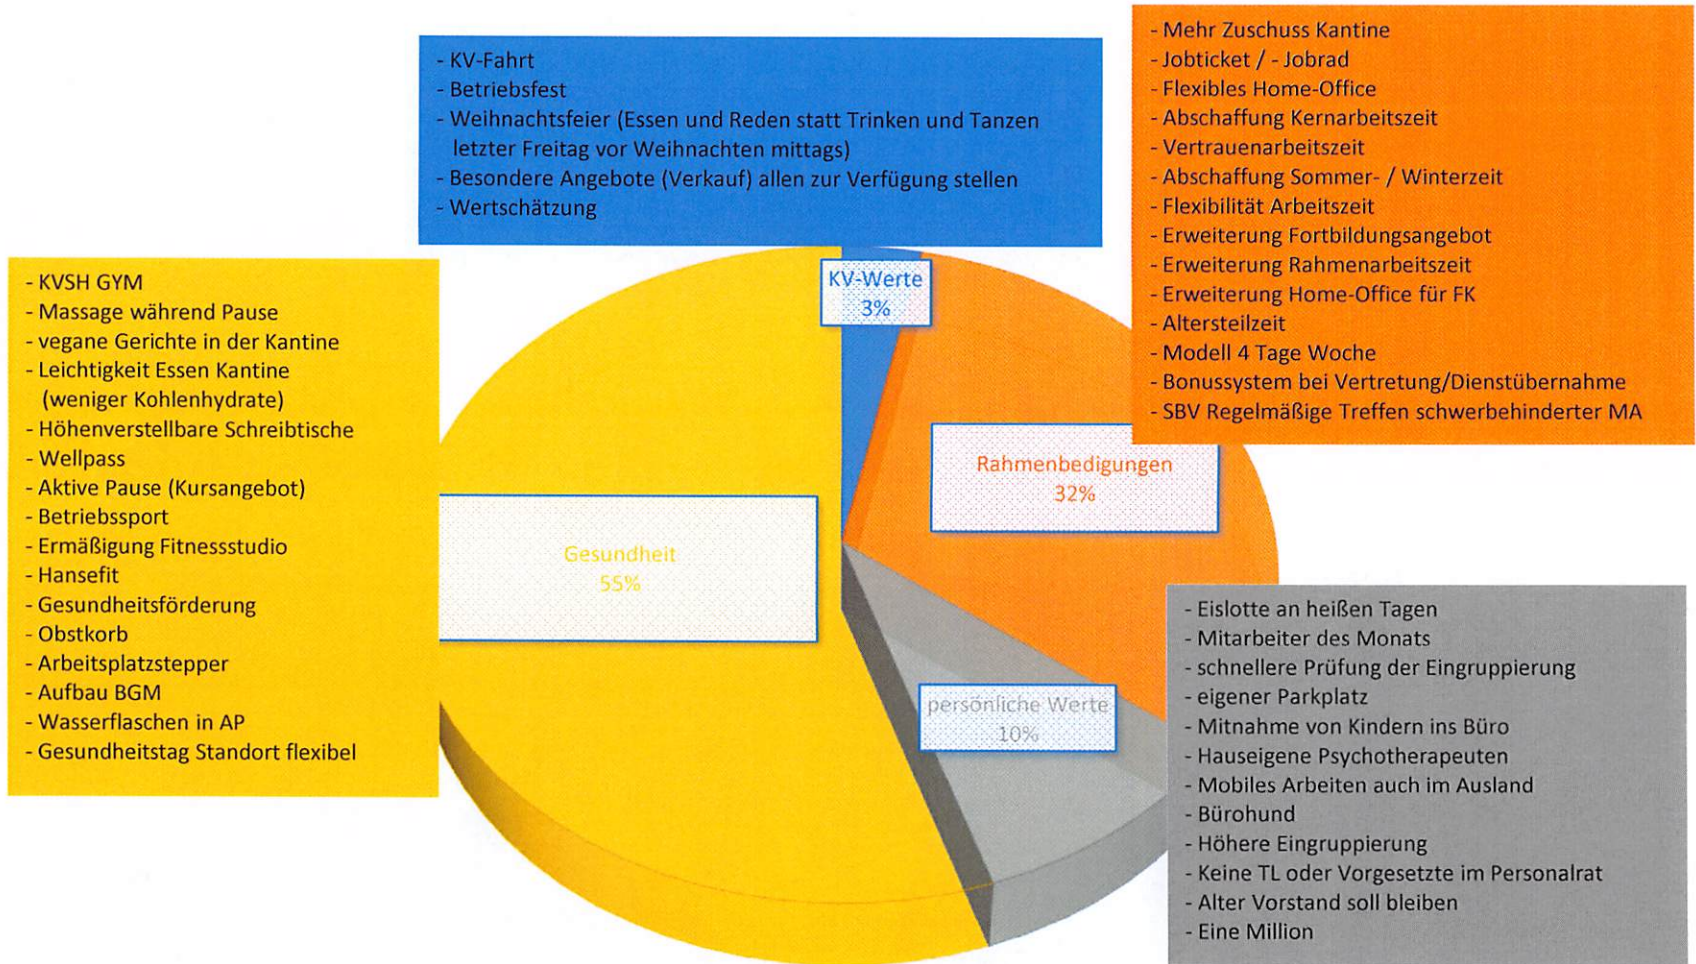 - KV-Fahrt
- Betriebsfest
- Weihnachtsfeier (Essen und Reden statt Trinken und Tanzen
letzter Freitag vor Weihnachten mittags)
- Besondere Angebote (Verkauf) allen zur Verfügung stellen
- Wertschätzung
- Mehr Zuschuss Kantine
- Jobticket / - Jobrad
- Flexibles Home-Office
- Abschaffung Kernarbeitszeit
- Vertrauenarbeitszeit
- Abschaffung Sommer- / Winterzeit
- Flexibilität Arbeitszeit
- Erweiterung Fortbildungsangebot
- Erweiterung Rahmenarbeitszeit
- Erweiterung Home-Office für FK
- Altersteilzeit
- Modell 4 Tage Woche
- Bonussystem bei Vertretung/Dienstübernahme
- SBV Regelmäßige Treffen schwerbehinderter MA
- KVSH GYM
- Massage während Pause
- vegane Gerichte in der Kantine
- Leichtigkeit Essen Kantine
(weniger Kohlenhydrate)
- Höhenverstellbare Schreibtische
- Wellpass
- Aktive Pause (Kursangebot)
- Betriebssport
- Ermäßigung Fitnessstudio
- Hansefit
- Gesundheitsförderung
- Obstkorb
- Arbeitsplatzstepper
- Aufbau BGM
- Wasserflaschen in AP
- Gesundheitstag Standort flexibel
KV-Werte
3%
Rahmenbedigungen
32%
Gesundheit
55%
persönliche Werte
10%
- Eislotte an heißen Tagen
- Mitarbeiter des Monats
- schnellere Prüfung der Eingruppierung
- eigener Parkplatz
- Mitnahme von Kindern ins Büro
- Hauseigene Psychotherapeuten
- Mobiles Arbeiten auch im Ausland
- Bürohund
- Höhere Eingruppierung
- Keine TL oder Vorgesetzte im Personalrat
- Alter Vorstand soll bleiben
- Eine Million